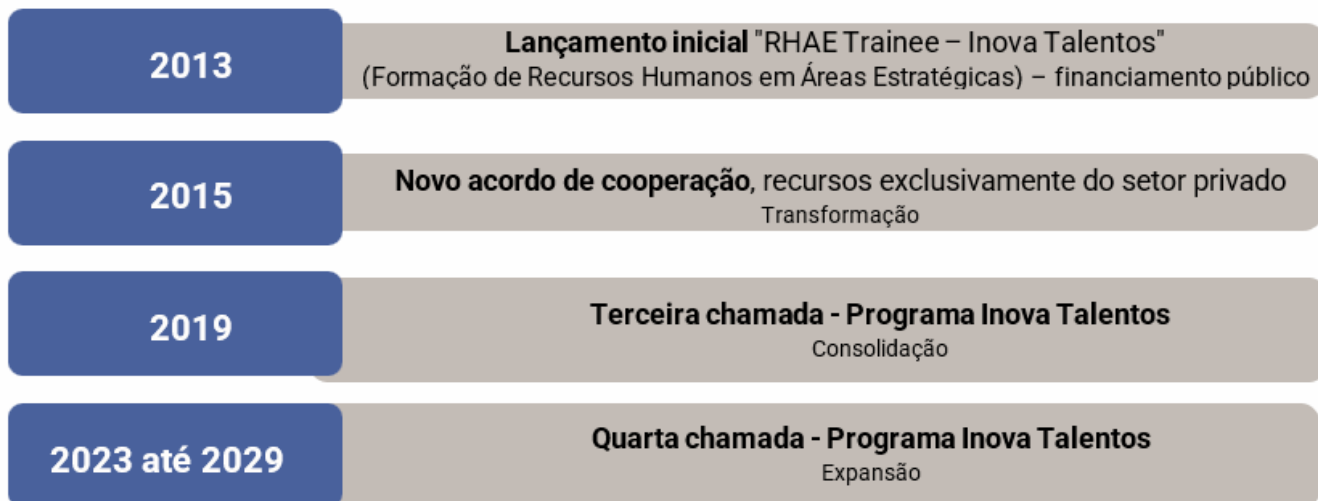 2013
Lançamento inicial "RHAE Trainee – Inova Talentos"
(Formação de Recursos Humanos em Áreas Estratégicas) – financiamento público
2015
Novo acordo de cooperação, recursos exclusivamente do setor privado
Transformação
2019
Terceira chamada - Programa Inova Talentos
Consolidação
2023 até 2029
Quarta chamada - Programa Inova Talentos
Expansão